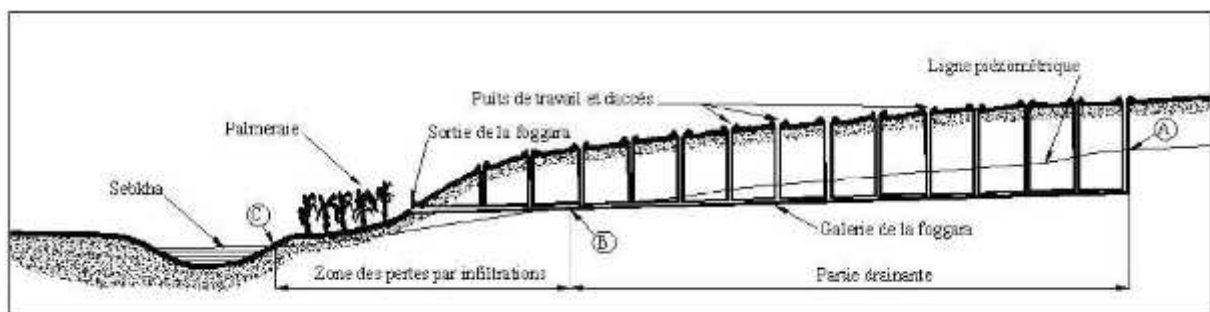 Ligne piézométrique
Puits de travail et daccés
Palmeraie
Sortie de la foggara
A
Sebkha
C
B
Galerie de la foggara
Zone des pertes par infiltrations
Partie drainante